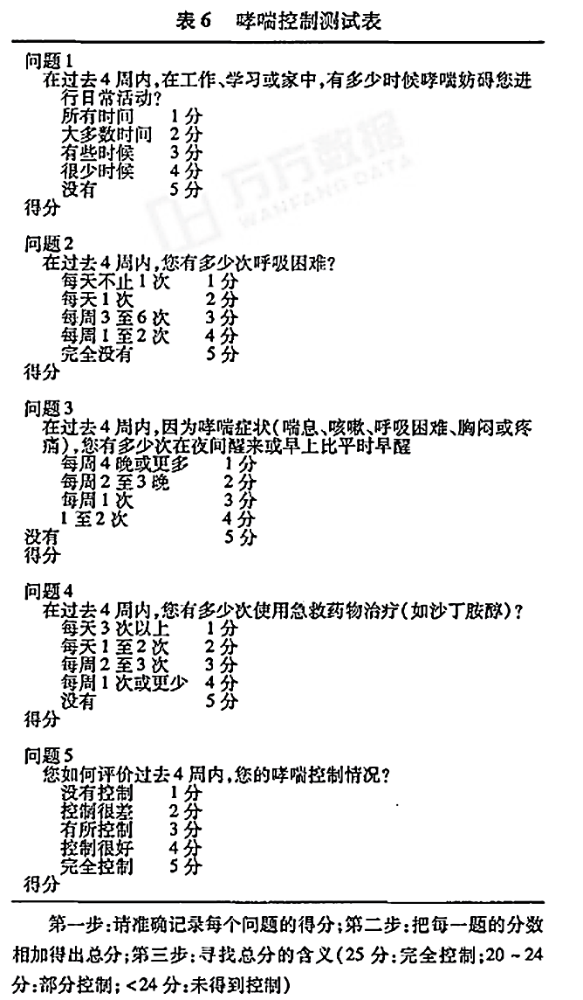 表6 哮喘控制测试表
问题1
在过去4周内,在工作、学习或家中,有多少时候哮喘妨碍您进
行日常活动?
所有时间 1分
大多数时间 2分
有些时候 3分
很少时候 4分
没有 5分
得分
万方数据
WANFANG DATA
问题2
在过去4周内,您有多少次呼吸困难?
每天不止1次 1分
每天1次 2分
每周3至6次 3分
每周1至2次 4分
完全没有 5分
得分
问题3
在过去4周内,因为哮喘症状(喘息、咳嗽、呼吸困难、胸闷或疼
痛),您有多少次在夜间醒来或早上比平时早醒
每周4晚或更多 1分
每周2至3晚 2分
每周1次 3分
1至2次 4分
没有 5分
得分
问题4
在过去4周内,您有多少次使用急救药物治疗(如沙丁胺醇)?
每天3次以上 1分
每天1至2次 2分
每周2至3次 3分
每周1次或更少 4分
没有 5分
得分
问题5
您如何评价过去4周内,您的哮喘控制情况?
没有控制 1分
控制很差 2分
有所控制 3分
控制很好 4分
完全控制 5分
得分
第一步:请准确记录每个问题的得分;第二步:把每一题的分数
相加得出总分;第三步:寻找总分的含义(25分:完全控制;20~24
分:部分控制;<24分:未得到控制)